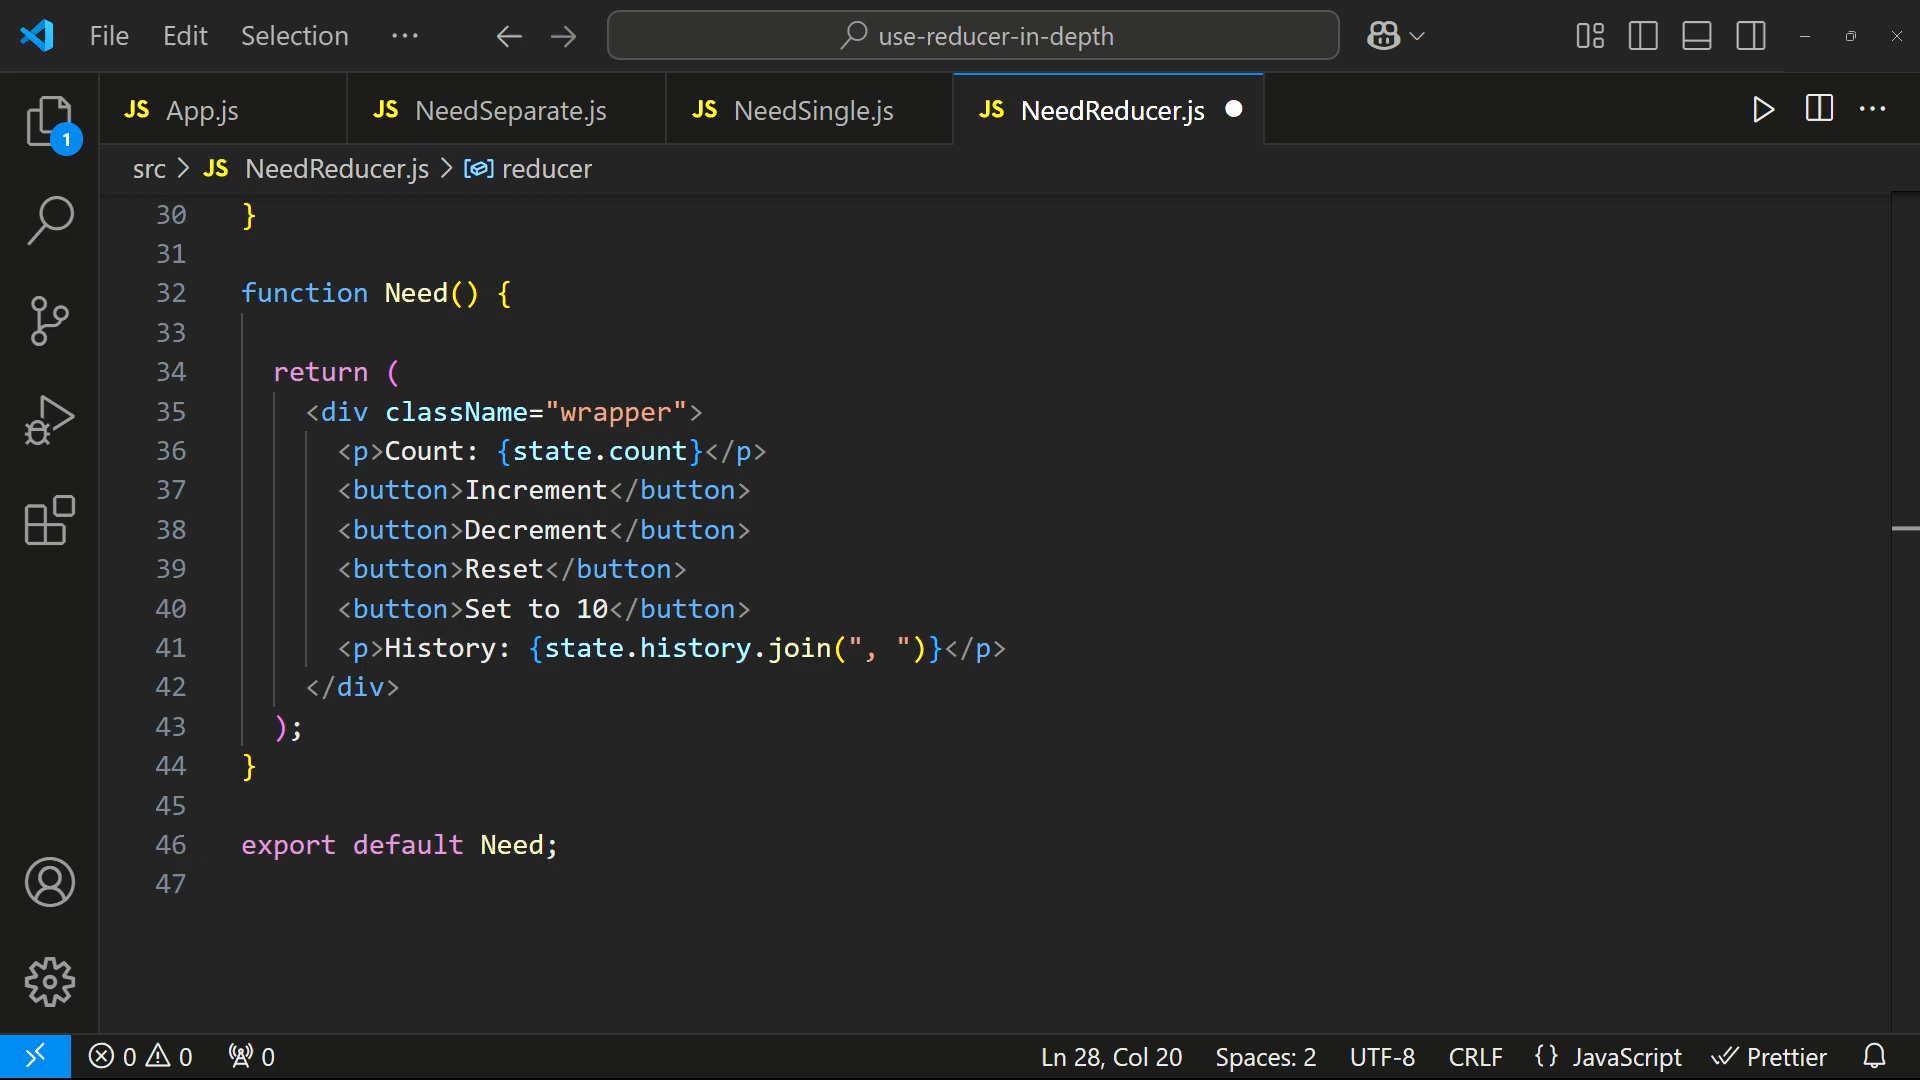 File Edit Selection ··· use-reducer-in-depth
JS App.js JS NeedSeparate.js JS NeedSingle.js JS NeedReducer.js
1
src > JS NeedReducer.js > reducer
30 }
31
32 function Need() {
33
34 return (
35 <div className="wrapper">
36 <p>Count: {state.count}</p>
37 <button>Increment</button>
38 <button>Decrement</button>
39 <button>Reset</button>
40 <button>Set to 10</button>
41 <p>History: {state.history.join(", ")}</p>
42 </div>
43 );
44 }
45
46 export default Need;
47
0 0 0 Ln 28, Col 20 Spaces: 2 UTF-8 CRLF {} JavaScript Prettier